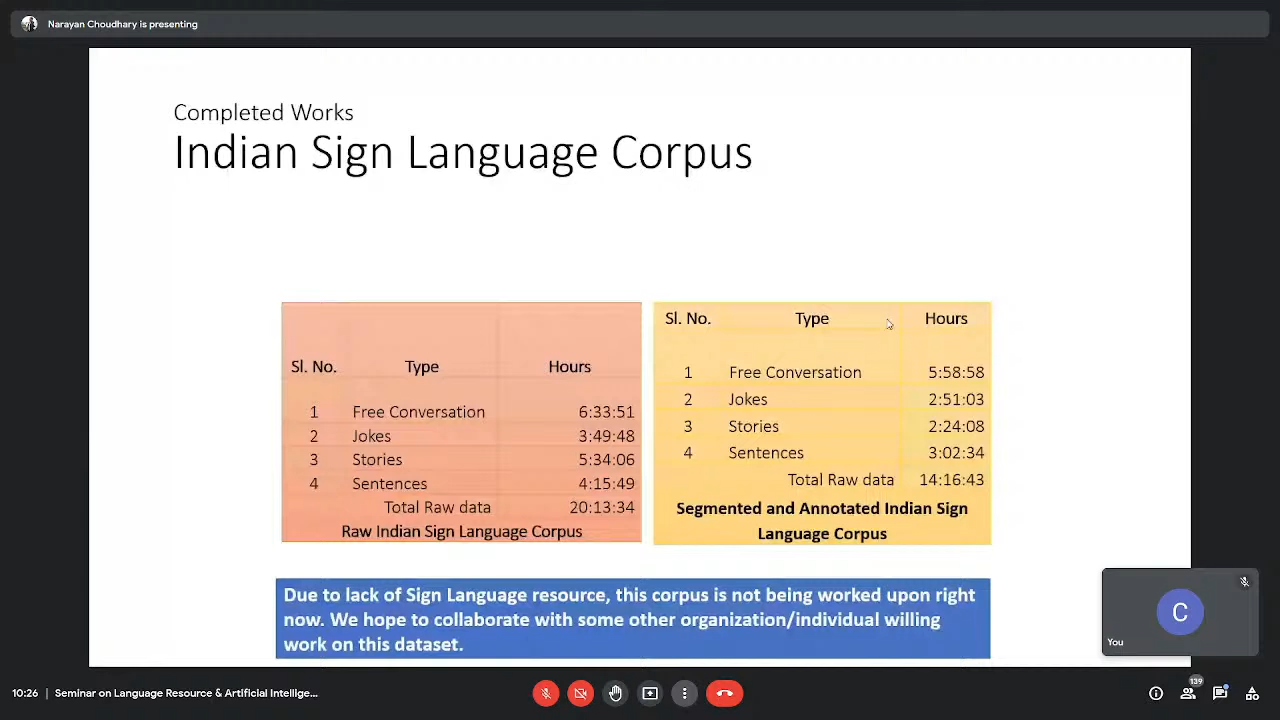 Narayan Choudhary is presenting
Completed Works
Indian Sign Language Corpus
Sl. No. Type Hours
1 Free Conversation 6:33:51
2 Jokes 3:49:48
3 Stories 5:34:06
4 Sentences 4:15:49
Total Raw data 20:13:34
Raw Indian Sign Language Corpus
Sl. No. Type Hours
1 Free Conversation 5:58:58
2 Jokes 2:51:03
3 Stories 2:24:08
4 Sentences 3:02:34
Total Raw data 14:16:43
Segmented and Annotated Indian Sign
Language Corpus
Due to lack of Sign Language resource, this corpus is not being worked upon right
now. We hope to collaborate with some other organization/individual willing
work on this dataset.
C
You
10:26 | Seminar on Language Resource & Artificial Intellige...
139